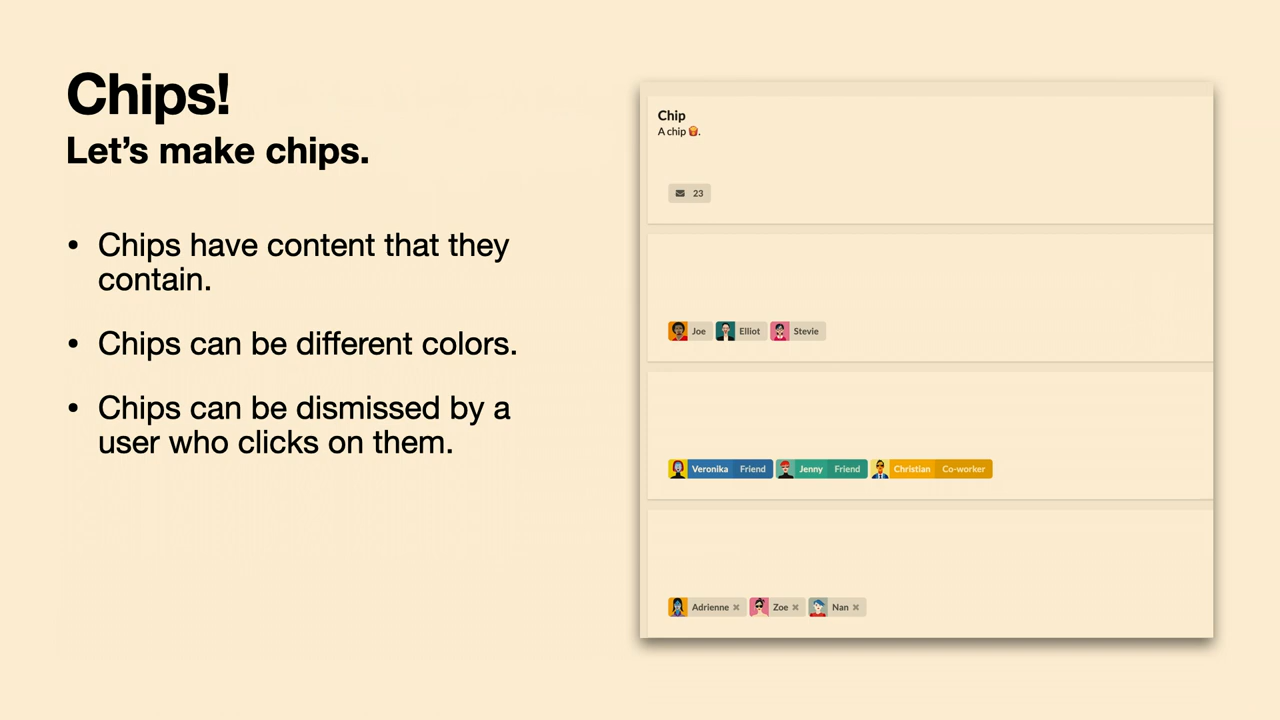 Chips!
Let’s make chips.
• Chips have content that they
contain.
• Chips can be different colors.
• Chips can be dismissed by a
user who clicks on them.
Chip
A chip 🍟.
23
Joe Elliot Stevie
Veronika Friend Jenny Friend Christian Co-worker
Adrienne ✖ Zoe ✖ Nan ✖